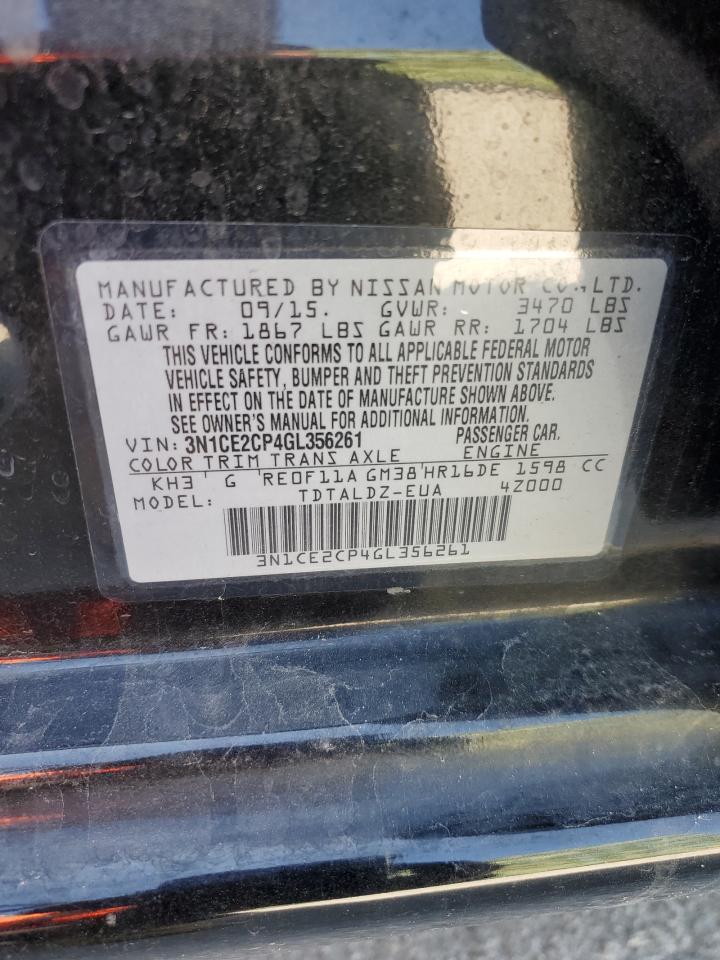 MANUFACTURED BY NISSAN MOTOR CO.,LTD.
DATE: 09/15. GVWR: 3470 LBS
GAWR FR: 1867 LBS GAWR RR: 1704 LBS
THIS VEHICLE CONFORMS TO ALL APPLICABLE FEDERAL MOTOR
VEHICLE SAFETY, BUMPER AND THEFT PREVENTION STANDARDS
IN EFFECT ON THE DATE OF MANUFACTURE SHOWN ABOVE.
SEE OWNER'S MANUAL FOR ADDITIONAL INFORMATION.
VIN: 3N1CE2CP4GL356261 PASSENGER CAR.
COLOR TRIM TRANS AXLE ENGINE
KH3 G RE0F11A GM38 HR16DE 1598 CC
MODEL: TDTALDZ-EUA 4Z000
3N1CE2CP4GL356261